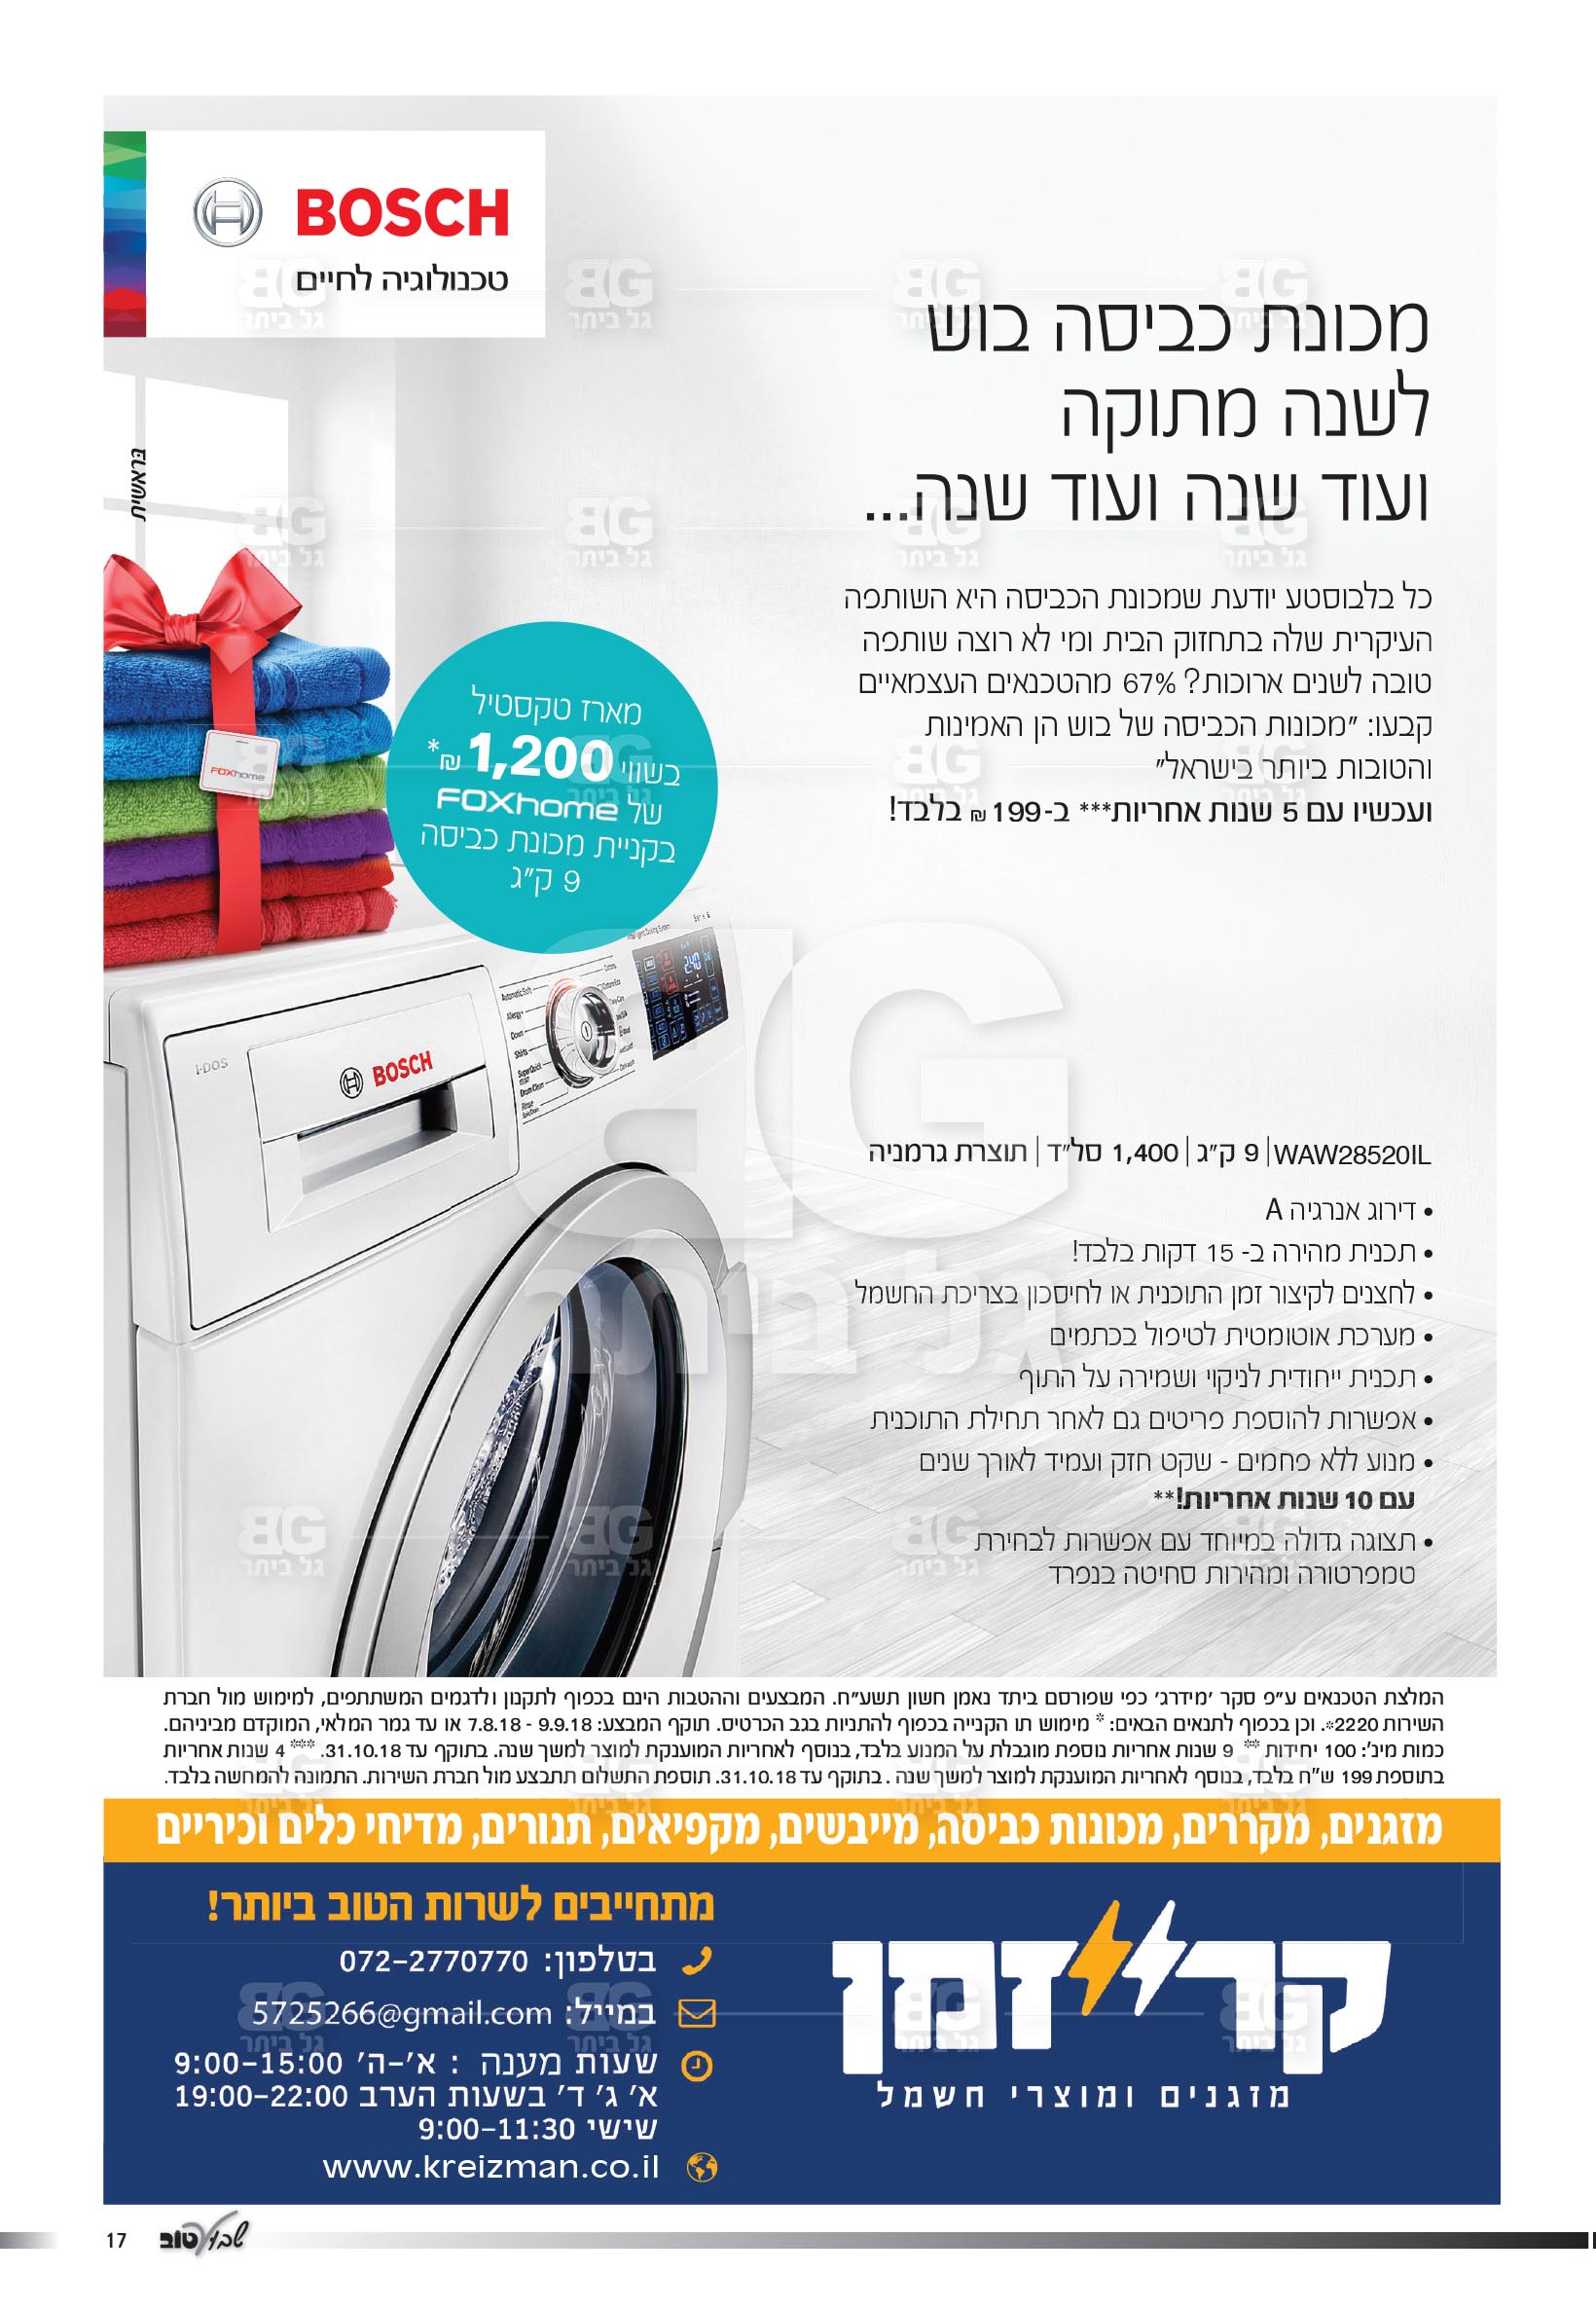 BOSCH
טכנולוגיה לחיים
מכונת כביסה בוש
לשנה מתוקה
ועוד שנה ועוד שנה...
בראשית
כל בלבוסטע יודעת שמכונת הכביסה היא השותפה
העיקרית שלה בתחזוק הבית ומי לא רוצה שותפה
טובה לשנים ארוכות? 67% מהטכנאים העצמאיים
קבעו: "מכונות הכביסה של בוש הן האמינות
והטובות ביותר בישראל"
ועכשיו עם 5 שנות אחריות*** ב-199 ₪ בלבד!
מארז טקסטיל
בשווי 1,200 ₪*
של FOXhome
בקניית מכונת כביסה
9 ק"ג
FOXhome
i-DOS
BOSCH
WAW28520IL | 9 ק"ג | 1,400 סל"ד | תוצרת גרמניה
• דירוג אנרגיה A
• תכנית מהירה ב- 15 דקות בלבד!
• לחצנים לקיצור זמן התוכנית או לחיסכון בצריכת החשמל
• מערכת אוטומטית לטיפול בכתמים
• תכנית ייחודית לניקוי ושמירה על התוף
• אפשרות להוספת פריטים גם לאחר תחילת התוכנית
• מנוע ללא פחמים - שקט חזק ועמיד לאורך שנים
עם 10 שנות אחריות!**
• תצוגה גדולה במיוחד עם אפשרות לבחירת
טמפרטורה ומהירות סחיטה בנפרד
המלצת הטכנאים ע"פ סקר 'מידרג' כפי שפורסם ביתד נאמן חשון תשע"ח. המבצעים וההטבות הינם בכפוף לתקנון ולדגמים המשתתפים, למימוש מול חברת
השירות 2220*. וכן בכפוף לתנאים הבאים: * מימוש תו הקנייה בכפוף להתניות בגב הכרטיס. תוקף המבצע: 7.8.18 - 9.9.18 או עד גמר המלאי, המוקדם מביניהם.
כמות מינ': 100 יחידות ** 9 שנות אחריות נוספת מוגבלת על המנוע בלבד, בנוסף לאחריות המוענקת למוצר למשך שנה. בתוקף עד 31.10.18. *** 4 שנות אחריות
בתוספת 199 ש"ח בלבד, בנוסף לאחריות המוענקת למוצר למשך שנה. בתוקף עד 31.10.18. תוספת התשלום תתבצע מול חברת השירות. התמונה להמחשה בלבד.
מזגנים, מקררים, מכונות כביסה, מייבשים, מקפיאים, תנורים, מדיחי כלים וכיריים
קרייזמן
מזגנים ומוצרי חשמל
מתחייבים לשרות הטוב ביותר!
בטלפון: 072-2770770
במייל: 5725266@gmail.com
שעות מענה : א'-ה' 9:00-15:00
א' ג' ד' בשעות הערב 19:00-22:00
שישי 9:00-11:30
www.kreizman.co.il
17 שבוע טוב
BG
גל ביתר